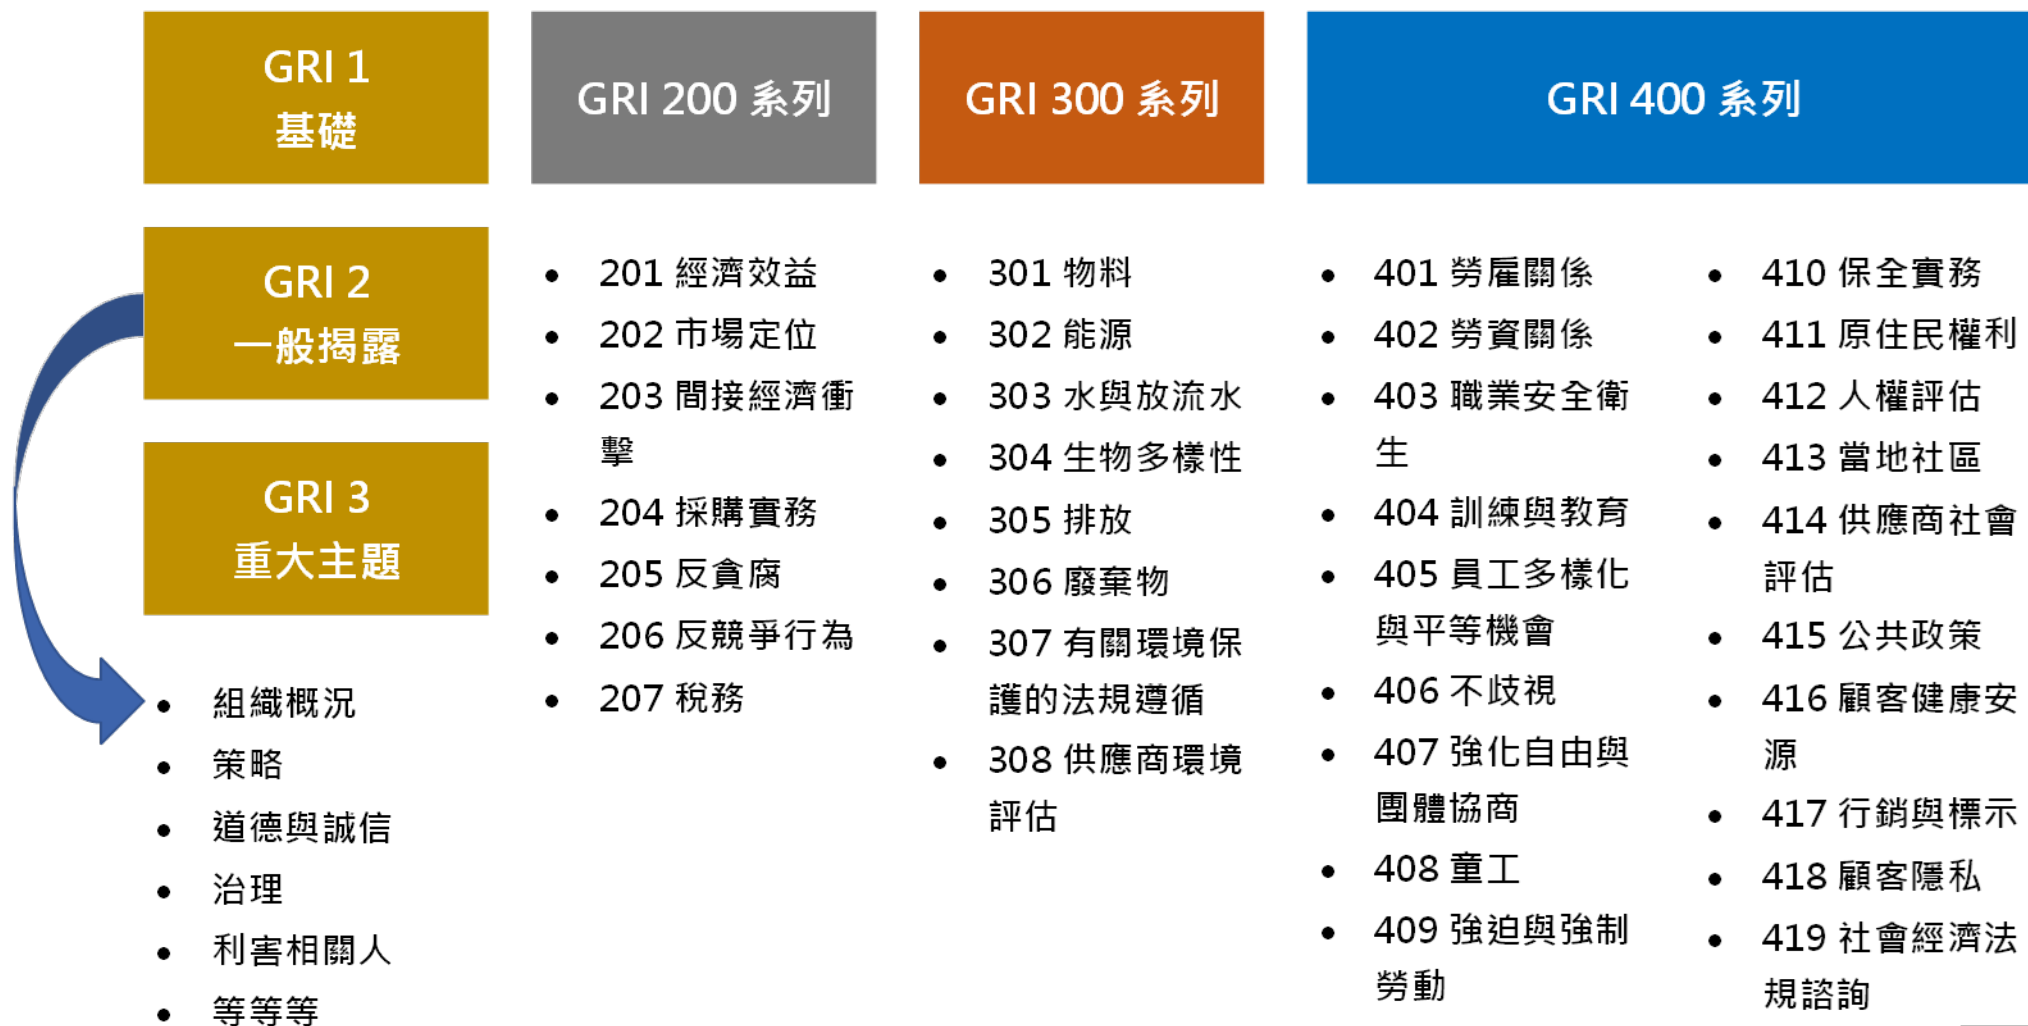 GRI 1
基礎
GRI 2
一般揭露
GRI 3
重大主題
• 組織概況
• 策略
• 道德與誠信
• 治理
• 利害相關人
• 等等等
GRI 200 系列
• 201 經濟效益
• 202 市場定位
• 203 間接經濟衝
擊
• 204 採購實務
• 205 反貪腐
• 206 反競爭行為
• 207 稅務
GRI 300 系列
• 301 物料
• 302 能源
• 303 水與放流水
• 304 生物多樣性
• 305 排放
• 306 廢棄物
• 307 有關環境保
護的法規遵循
• 308 供應商環境
評估
GRI 400 系列
• 401 勞雇關係
• 402 勞資關係
• 403 職業安全衛
生
• 404 訓練與教育
• 405 員工多樣化
與平等機會
• 406 不歧視
• 407 強化自由與
團體協商
• 408 童工
• 409 強迫與強制
勞動
• 410 保全實務
• 411 原住民權利
• 412 人權評估
• 413 當地社區
• 414 供應商社會
評估
• 415 公共政策
• 416 顧客健康安
源
• 417 行銷與標示
• 418 顧客隱私
• 419 社會經濟法
規諮詢